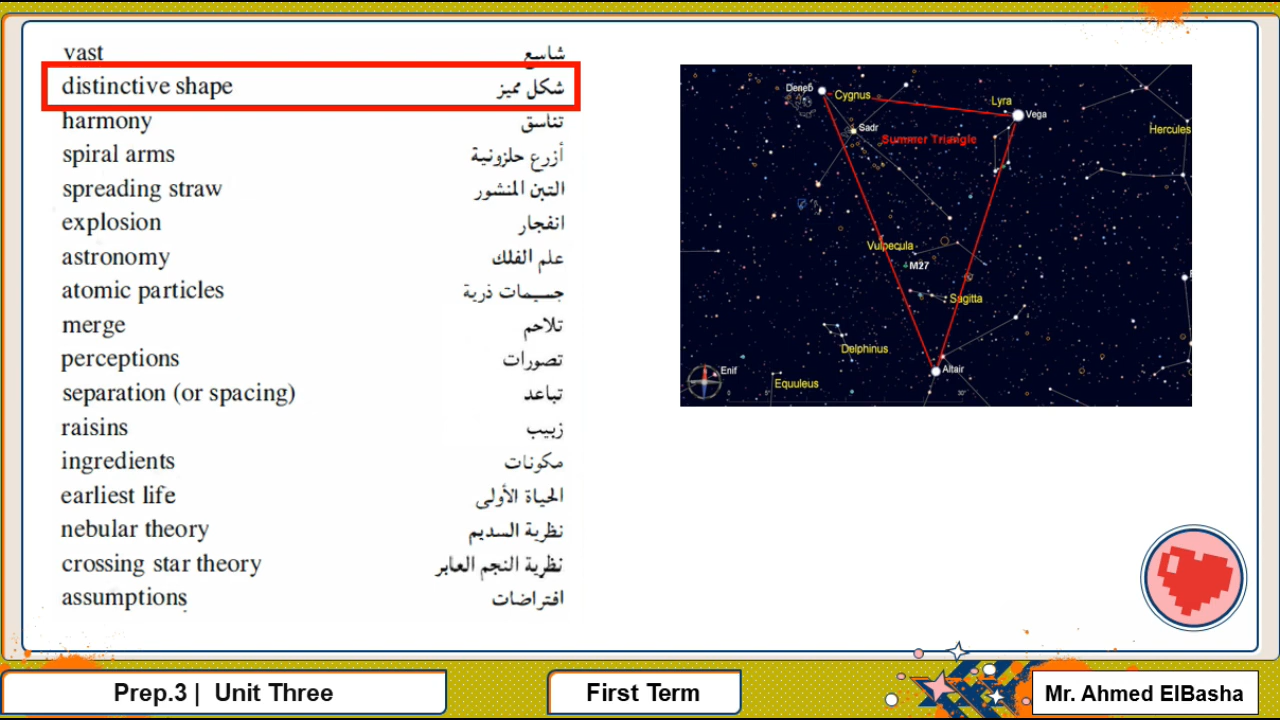 vast شاسع
distinctive shape شكل مميز
harmony تناسق
spiral arms أزرع حلزونية
spreading straw التبن المنشور
explosion انفجار
astronomy علم الفلك
atomic particles جسيمات ذرية
merge تلاحم
perceptions تصورات
separation (or spacing) تباعد
raisins زبيب
ingredients مكونات
earliest life الحياة الأولى
nebular theory نظرية السديم
crossing star theory نظرية النجم العابر
assumptions افتراضات
Deneb Cygnus Lyra Vega
Sadr Hercules
Summer Triangle
Vulpecula
M27
Sagitta
Delphinus
Enif Altair
Equuleus
0 5° 30'
Prep.3 | Unit Three First Term Mr. Ahmed ElBasha